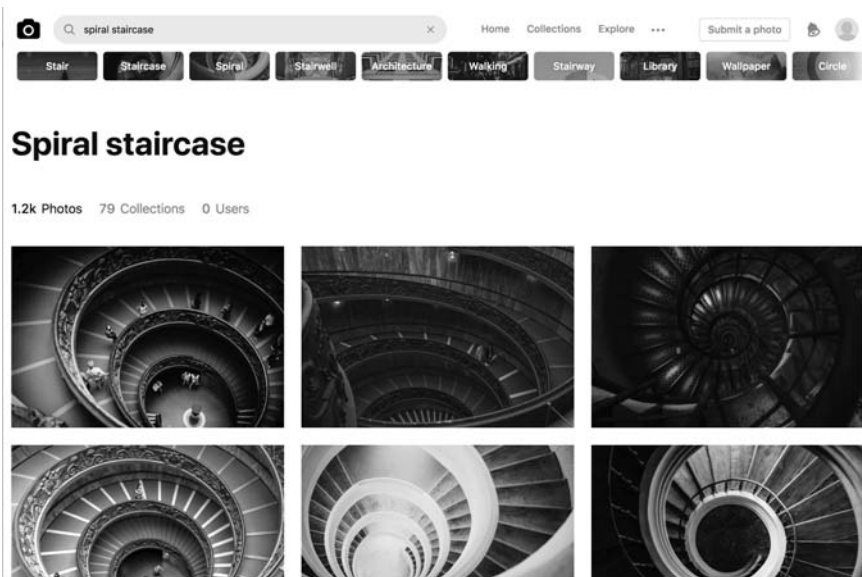 spiral staircase
Home Collections Explore ••• Submit a photo
Stair Staircase Spiral Stairwell Architecture Walking Stairway Library Wallpaper Circle
Spiral staircase
1.2k Photos 79 Collections 0 Users